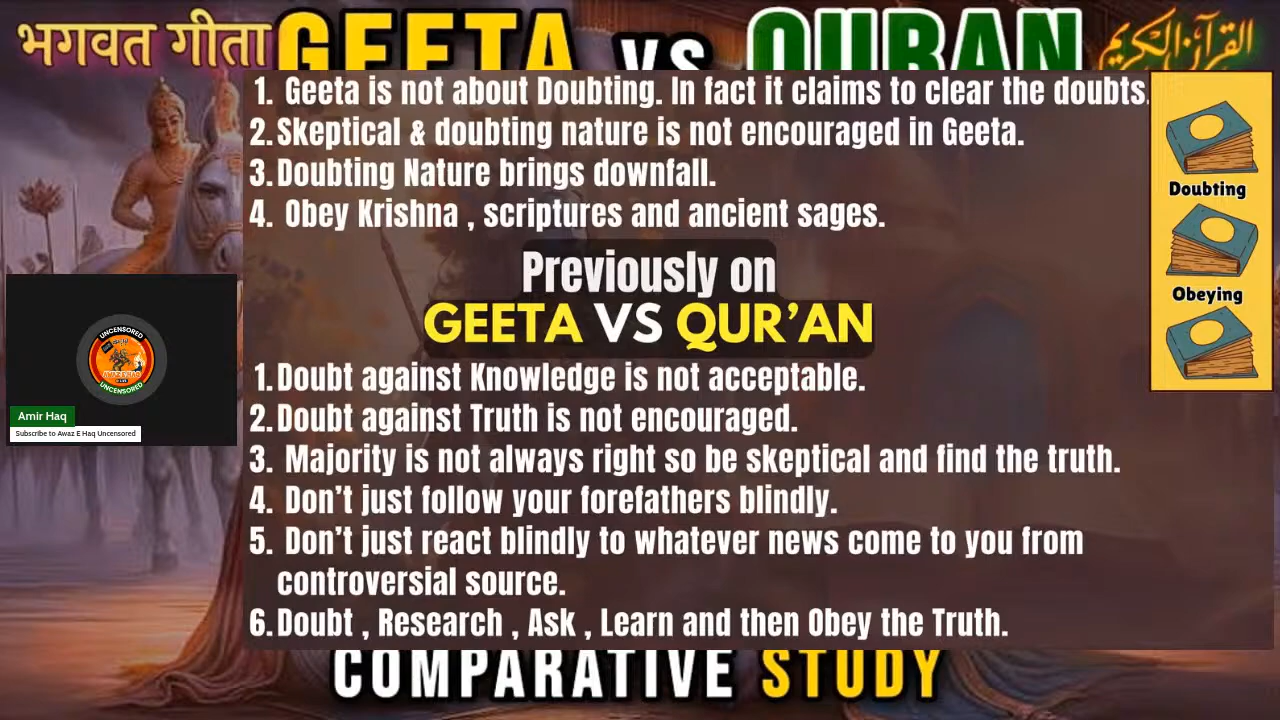 भगवत गीता
GEETA vs QURAN
القرآن الكريم
1. Geeta is not about Doubting. In fact it claims to clear the doubts.
2. Skeptical & doubting nature is not encouraged in Geeta.
3. Doubting Nature brings downfall.
4. Obey Krishna , scriptures and ancient sages.
Doubting
Obeying
Previously on
GEETA VS QUR’AN
1. Doubt against Knowledge is not acceptable.
2. Doubt against Truth is not encouraged.
3. Majority is not always right so be skeptical and find the truth.
4. Don’t just follow your forefathers blindly.
5. Don’t just react blindly to whatever news come to you from
controversial source.
6. Doubt , Research , Ask , Learn and then Obey the Truth.
UNCENSORED
UNCENSORED
Amir Haq
Subscribe to Awaz E Haq Uncensored
COMPARATIVE STUDY